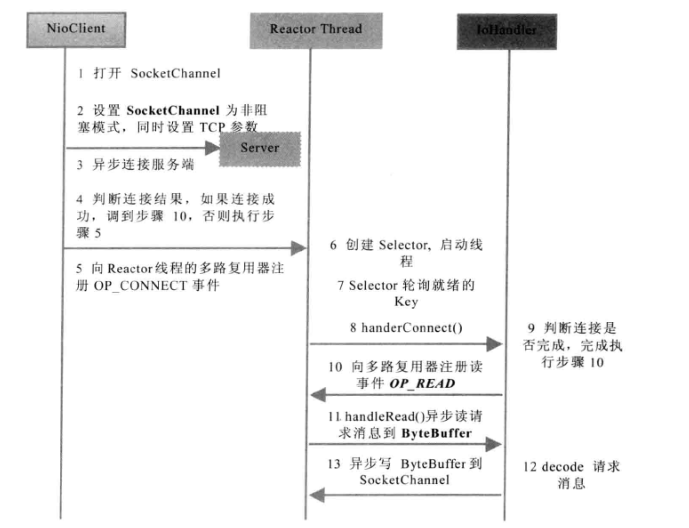 NioClient
Reactor Thread
IoHandler
1 打开 SocketChannel
2 设置 SocketChannel 为非阻
塞模式，同时设置 TCP 参数
Server
3 异步连接服务端
4 判断连接结果，如果连接成
功，调到步骤 10，否则执行步
骤 5
5 向 Reactor 线程的多路复用器注
册 OP_CONNECT 事件
6 创建 Selector, 启动线
程
7 Selector 轮询就绪的
Key
8 handerConnect()
9 判断连接是
否完成，完成执
行步骤 10
10 向多路复用器注册读
事件 OP_READ
11 handleRead()异步读请
求消息到 ByteBuffer
12 decode 请求
消息
13 异步写 ByteBuffer 到
SocketChannel